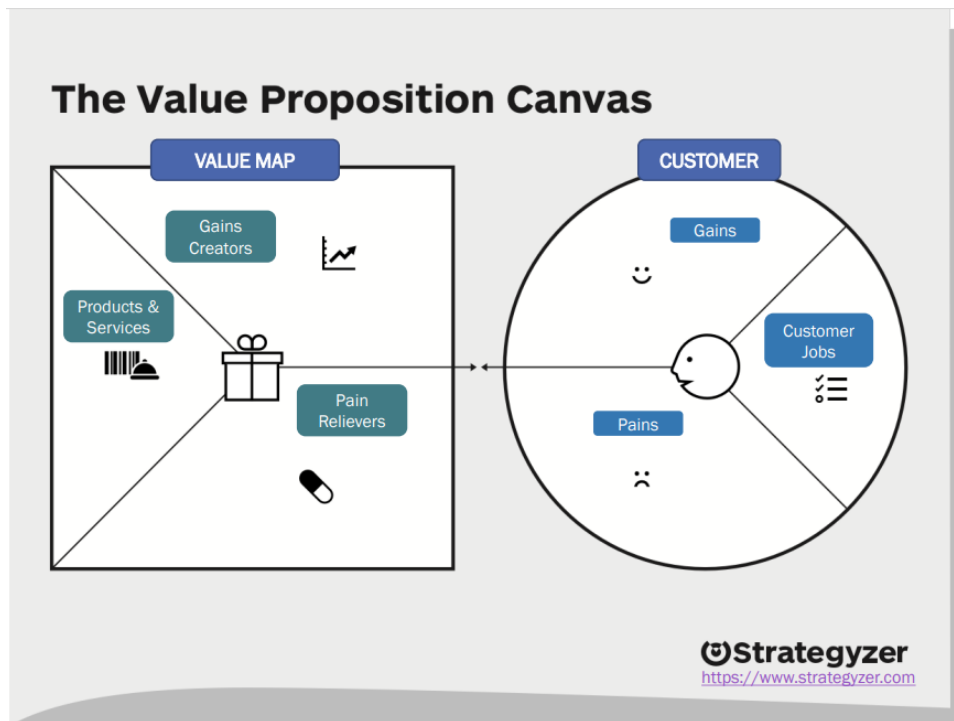 The Value Proposition Canvas
VALUE MAP
CUSTOMER
Gains
Creators
Products &
Services
Pain
Relievers
Gains
Customer
Jobs
Pains
Strategyzer
https://www.strategyzer.com